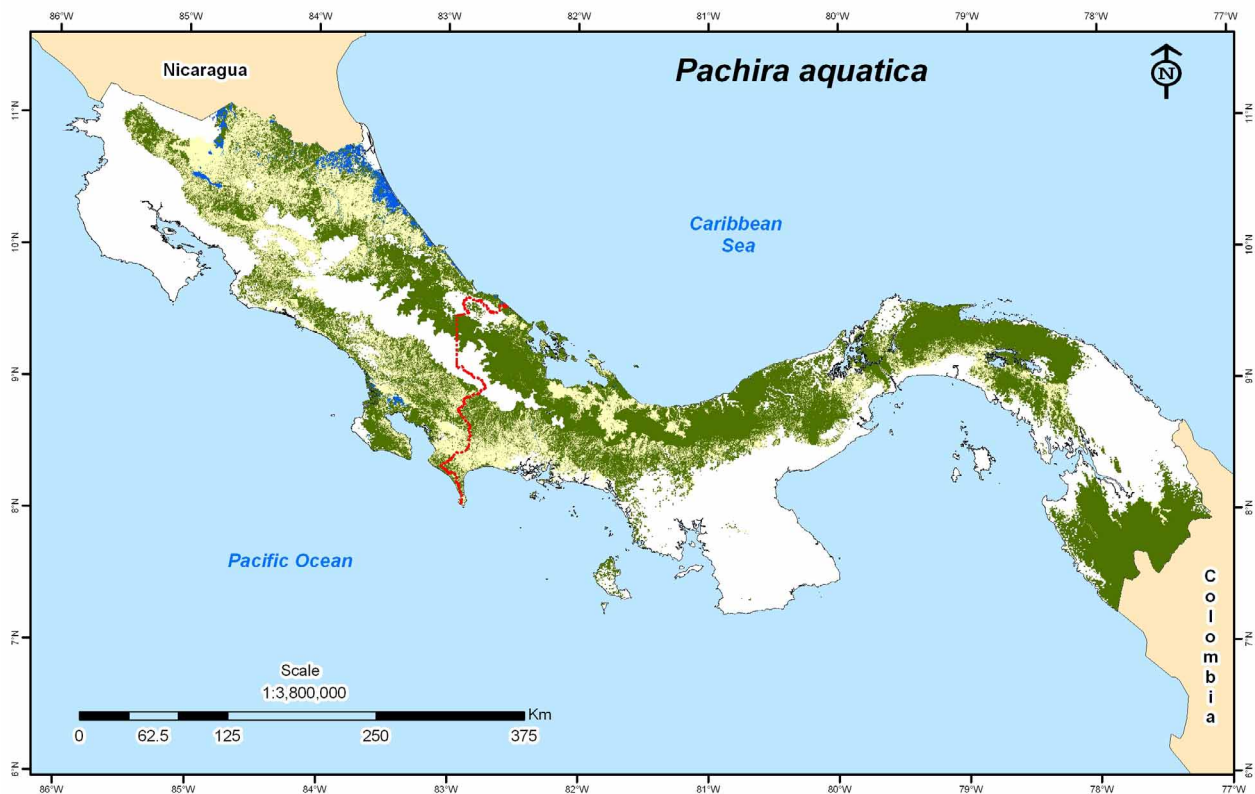 86°W 85°W 84°W 83°W 82°W 81°W 80°W 79°W 78°W 77°W
Pachira aquatica
N
Nicaragua
11°N 11°N
Caribbean
Sea
10°N 10°N
9°N 9°N
8°N 8°N
Pacific Ocean
Colombia
7°N 7°N
Scale
1:3,800,000
Km
0 62.5 125 250 375
6°N 6°N
86°W 85°W 84°W 83°W 82°W 81°W 80°W 79°W 78°W 77°W